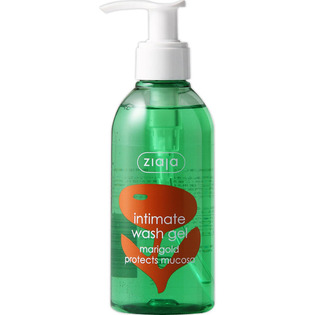 ziaja
intimate
wash gel
marigold
protects mucosa